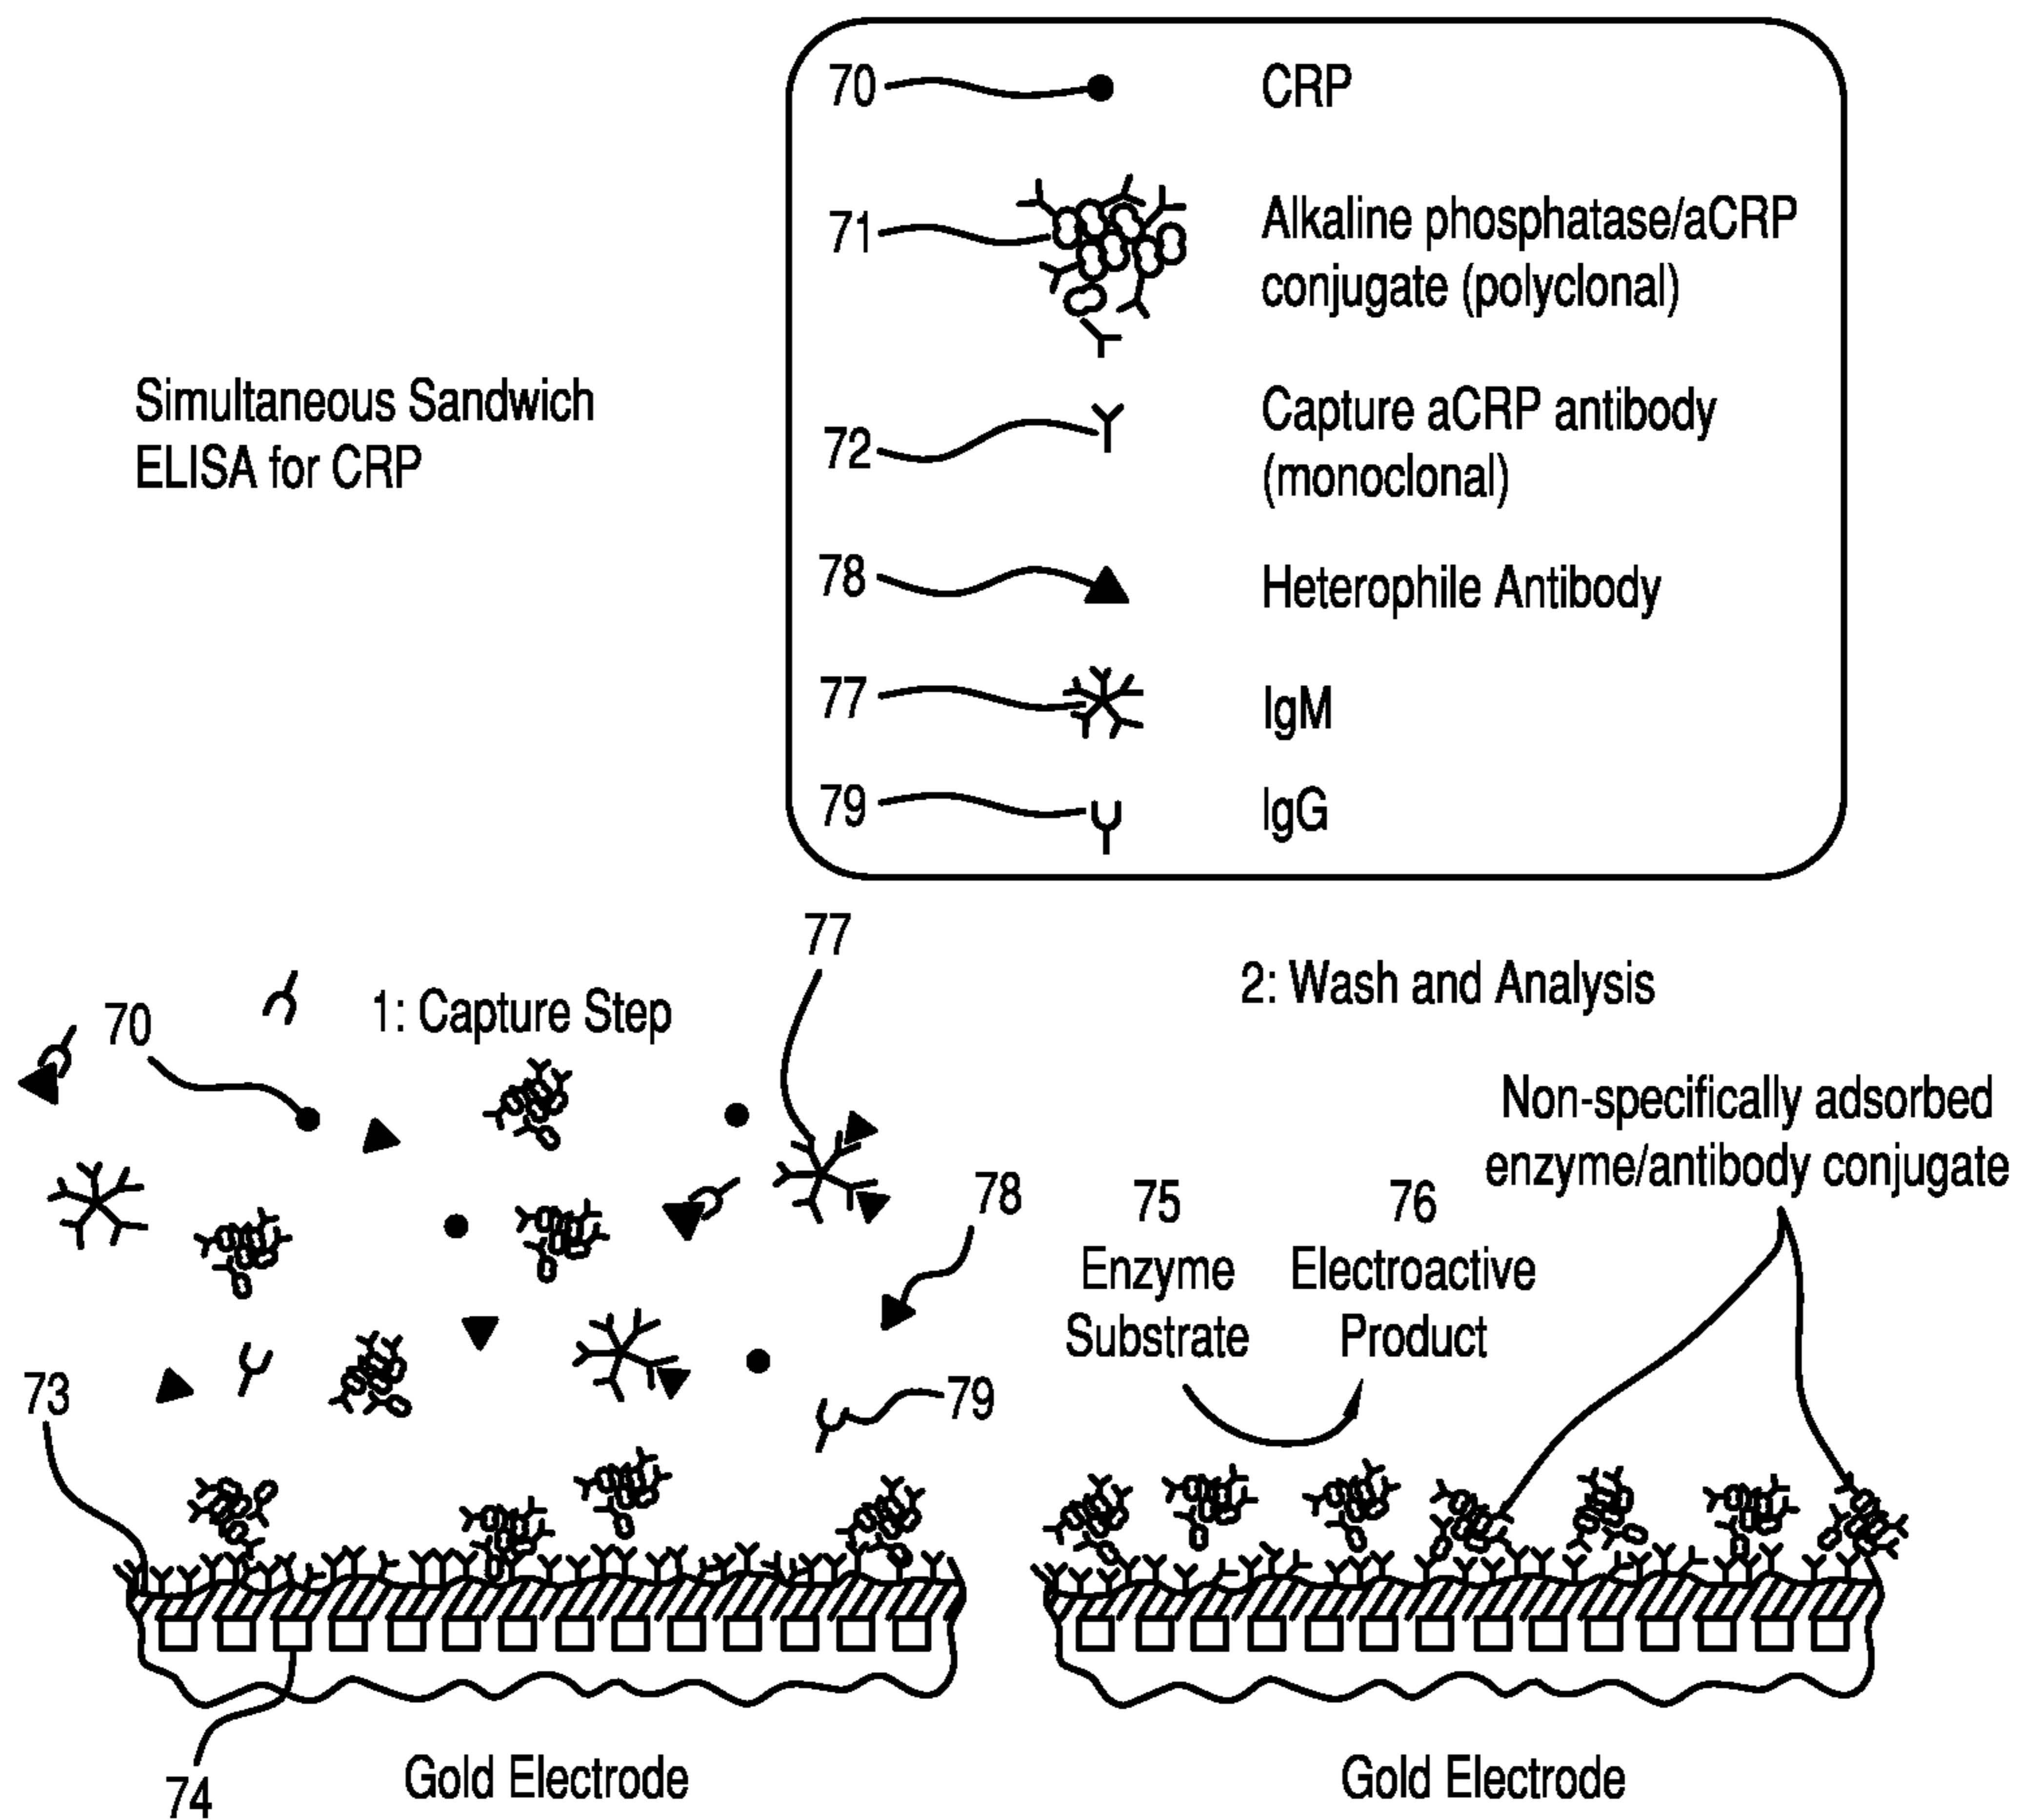 70
CRP
71
Alkaline phosphatase/aCRP
conjugate (polyclonal)
Simultaneous Sandwich
ELISA for CRP
72
Capture aCRP antibody
(monoclonal)
78
Heterophile Antibody
77
IgM
79
IgG
77
1: Capture Step
70
2: Wash and Analysis
Non-specifically adsorbed
enzyme/antibody conjugate
78
75
Enzyme
Substrate
76
Electroactive
Product
73
79
74
Gold Electrode
Gold Electrode